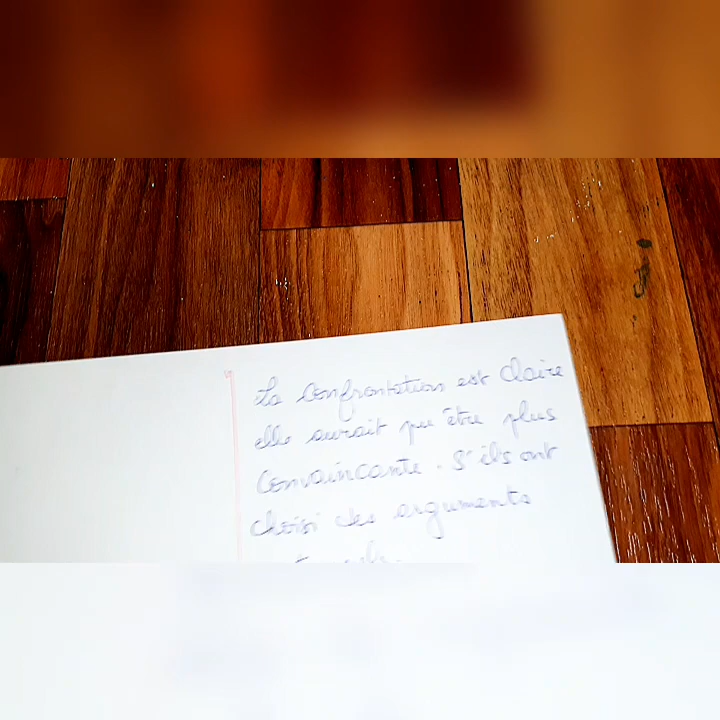 La Confrontation est Claire
elle aurait pu être plus
Convaincante. S'ils ont
choisi des arguments